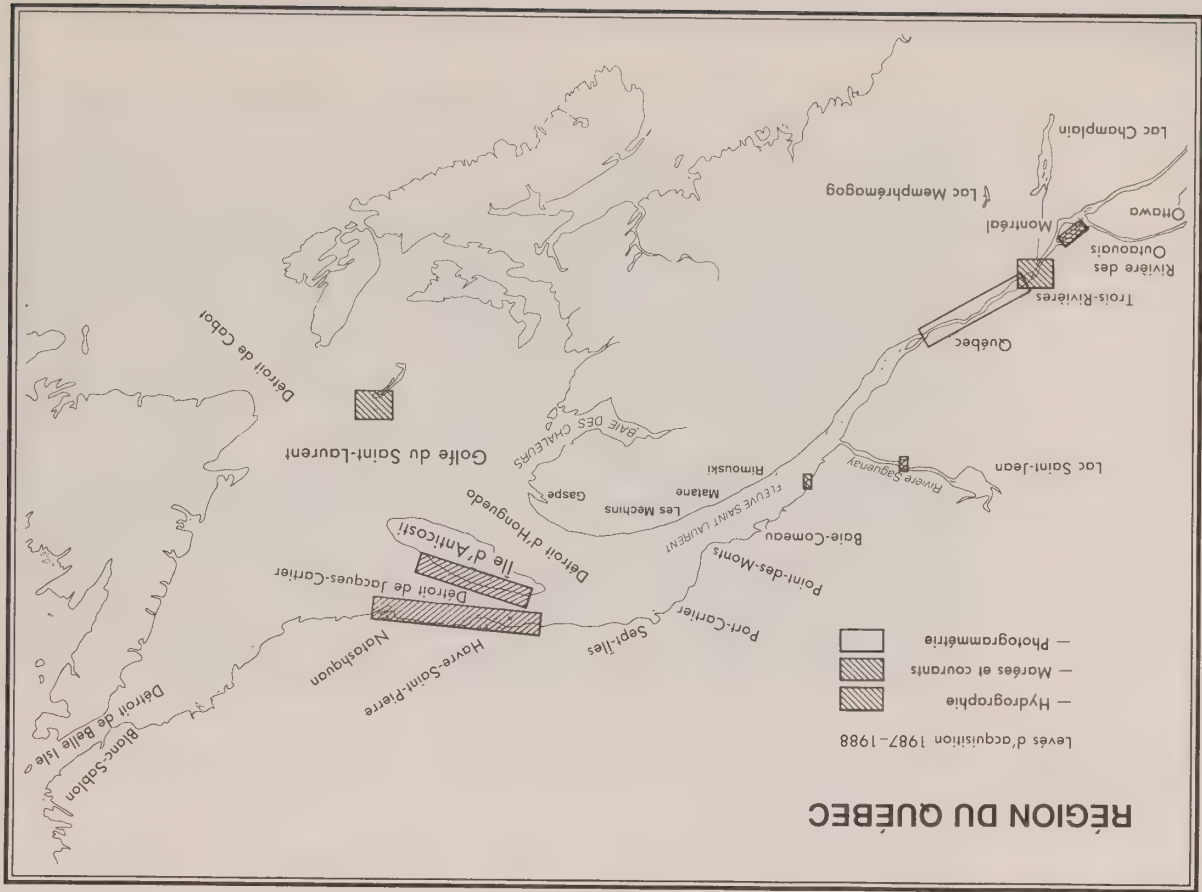 RÉGION DU QUÉBEC
Levés d'acquisition 1987-1988
— Hydrographie
— Marées et courants
— Photogrammétrie
Blanc-Sablon
Détroit de Belle Isle
Natashquan
Havre-Saint-Pierre
Sept-Îles
Port-Cartier
Détroit de Jacques-Cartier
Île d'Anticosti
Point-des-Monts
Détroit d'Honguedo
Baie-Comeau
FLEUVE SAINT LAURENT
Les Mechins
Gaspe
Matane
Rimouski
Lac Saint-Jean
Rivière Saguenay
Golfe du Saint-Laurent
BAIE DES CHALEURS
Détroit de Cabot
Québec
Trois-Rivières
Rivière des
Outaouais
Montréal
Ottawa
Lac Memphrémagog
Lac Champlain